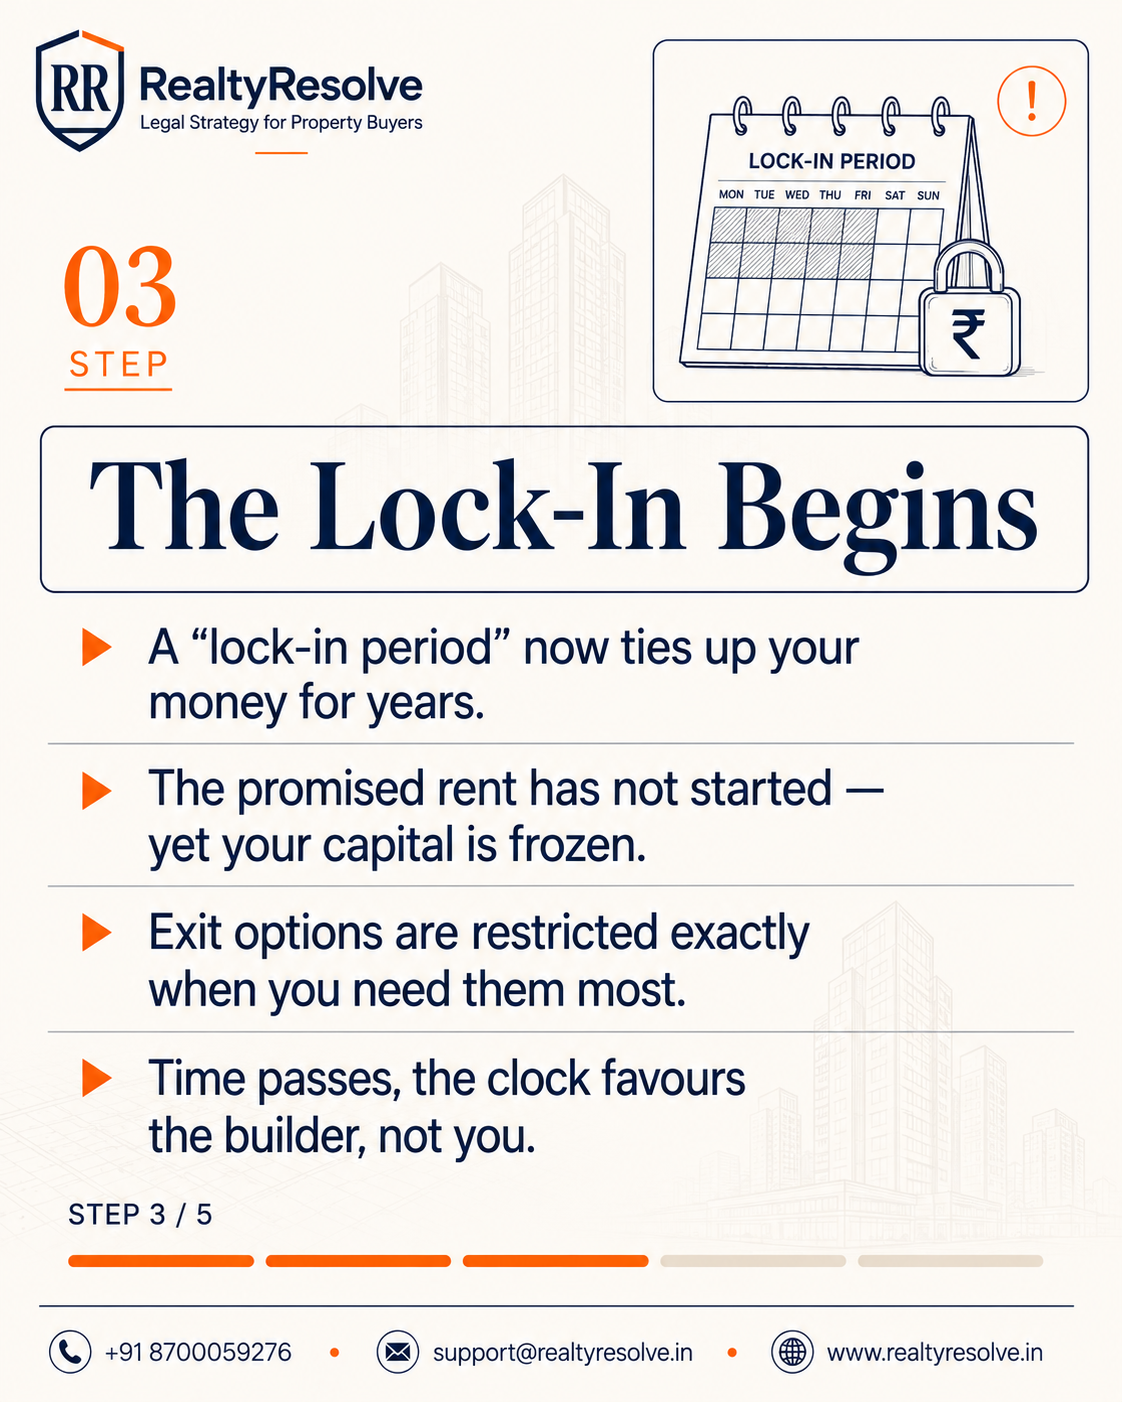 RR
RealtyResolve
Legal Strategy for Property Buyers
!
LOCK-IN PERIOD
MON TUE WED THU FRI SAT SUN
₹
03
STEP
The Lock-In Begins
A “lock-in period” now ties up your
money for years.
The promised rent has not started —
yet your capital is frozen.
Exit options are restricted exactly
when you need them most.
Time passes, the clock favours
the builder, not you.
STEP 3 / 5
+91 8700059276 • support@realtyresolve.in • www.realtyresolve.in